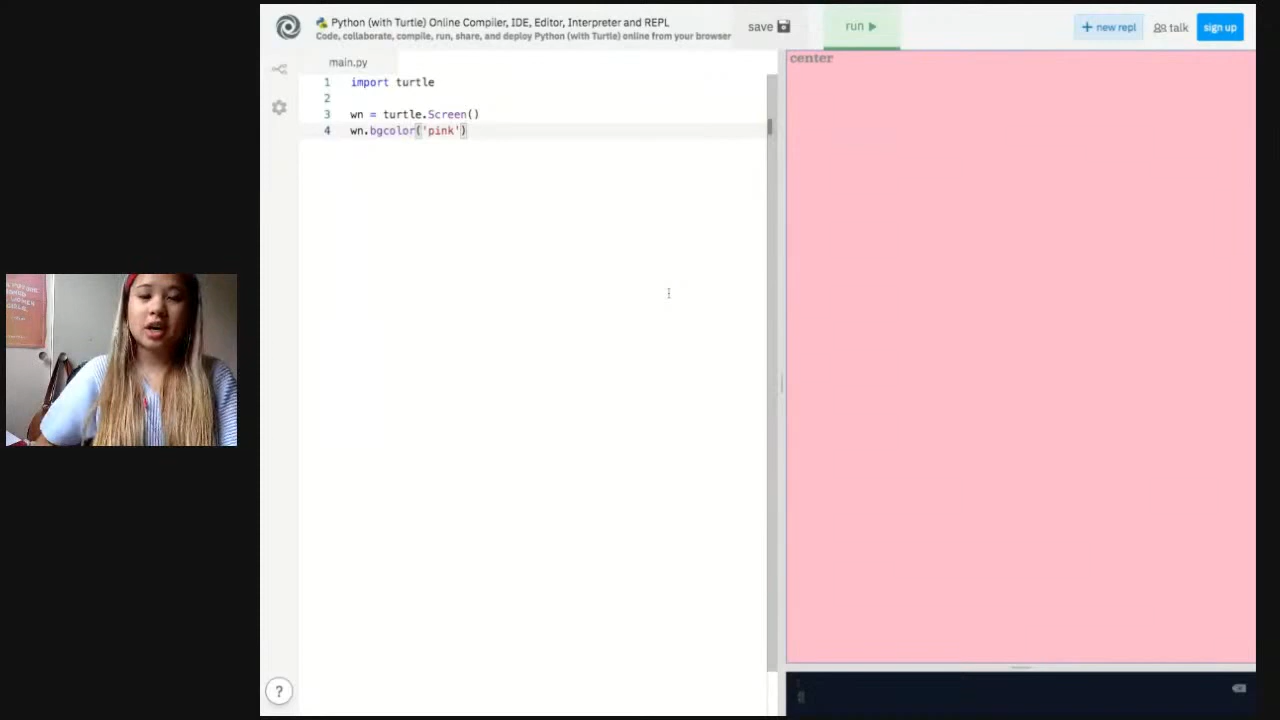 Python (with Turtle) Online Compiler, IDE, Editor, Interpreter and REPL
Code, collaborate, compile, run, share, and deploy Python (with Turtle) online from your browser
save
run
+ new repl
talk
sign up
main.py
1 import turtle
2
3 wn = turtle.Screen()
4 wn.bgcolor('pink')
center
WOMEN
?